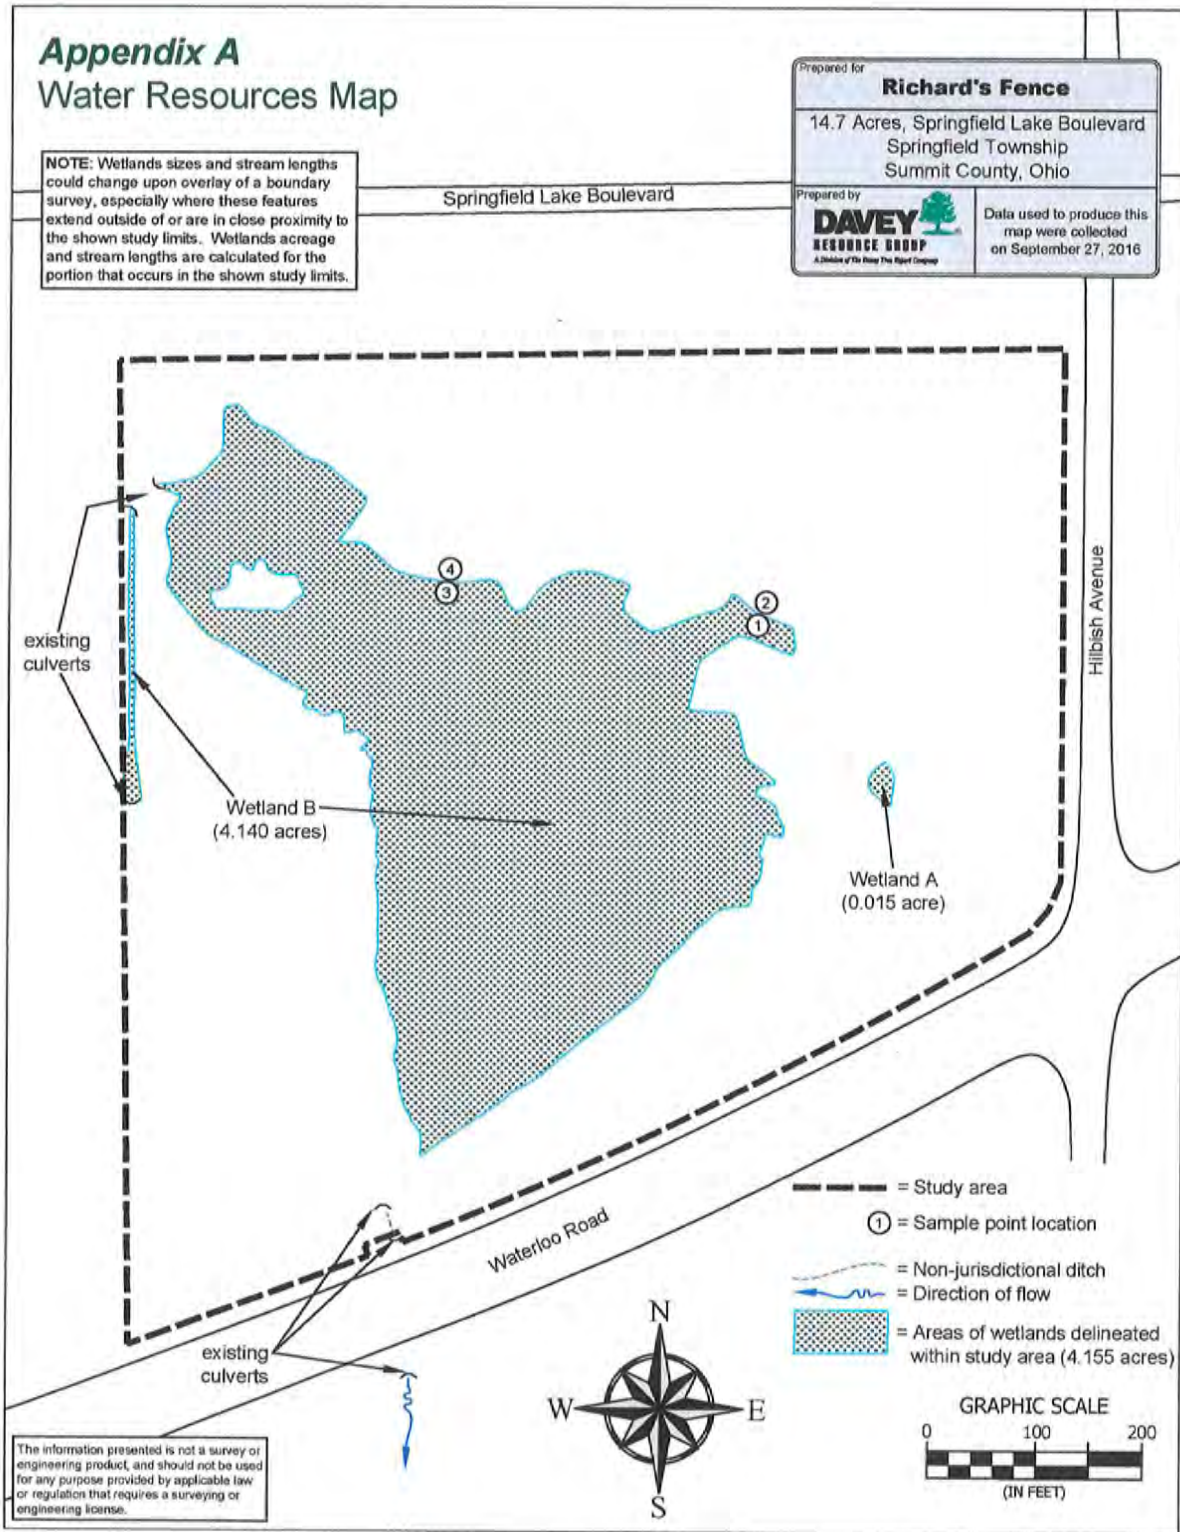 Appendix A
Water Resources Map
NOTE: Wetlands sizes and stream lengths
could change upon overlay of a boundary
survey, especially where these features
extend outside of or are in close proximity to
the shown study limits. Wetlands acreage
and stream lengths are calculated for the
portion that occurs in the shown study limits.
Prepared for
Richard's Fence
14.7 Acres, Springfield Lake Boulevard
Springfield Township
Summit County, Ohio
Prepared by
DAVEY
RESOURCE GROUP
A Division of The Davey Tree Expert Company
Data used to produce this
map were collected
on September 27, 2016
Springfield Lake Boulevard
Hilbish Avenue
4
3
2
1
existing
culverts
Wetland B
(4.140 acres)
Wetland A
(0.015 acre)
Waterloo Road
existing
culverts
= Study area
1 = Sample point location
= Non-jurisdictional ditch
= Direction of flow
= Areas of wetlands delineated
within study area (4.155 acres)
N
W E
S
GRAPHIC SCALE
0 100 200
(IN FEET)
The information presented is not a survey or
engineering product, and should not be used
for any purpose provided by applicable law
or regulation that requires a surveying or
engineering license.